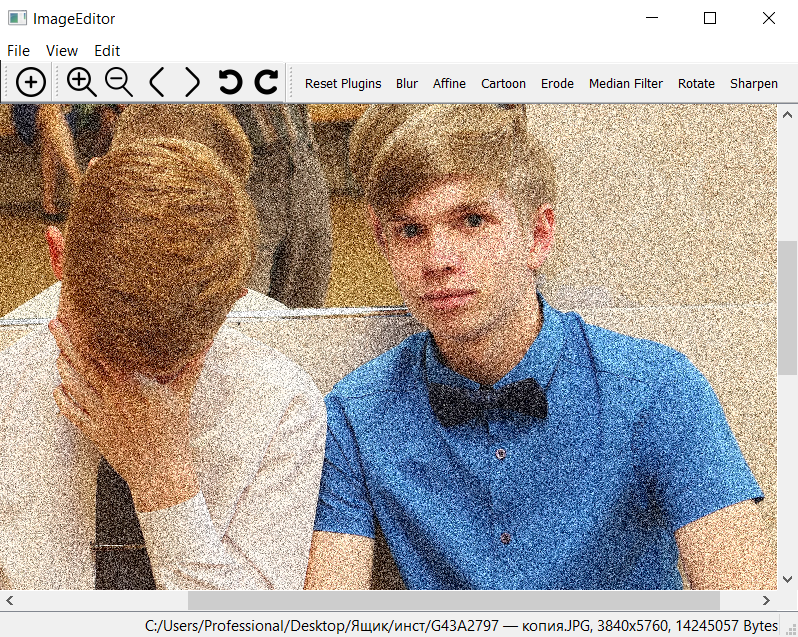 ImageEditor
File View Edit
Reset Plugins Blur Affine Cartoon Erode Median Filter Rotate Sharpen
C:/Users/Professional/Desktop/Ящик/инст/G43A2797 — копия.JPG, 3840x5760, 14245057 Bytes